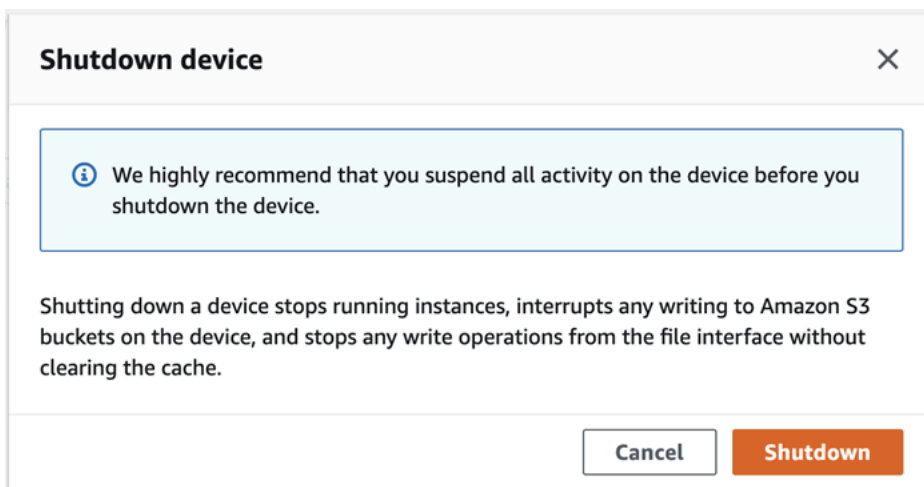 Shutdown device
We highly recommend that you suspend all activity on the device before you
shutdown the device.
Shutting down a device stops running instances, interrupts any writing to Amazon S3
buckets on the device, and stops any write operations from the file interface without
clearing the cache.
Cancel Shutdown